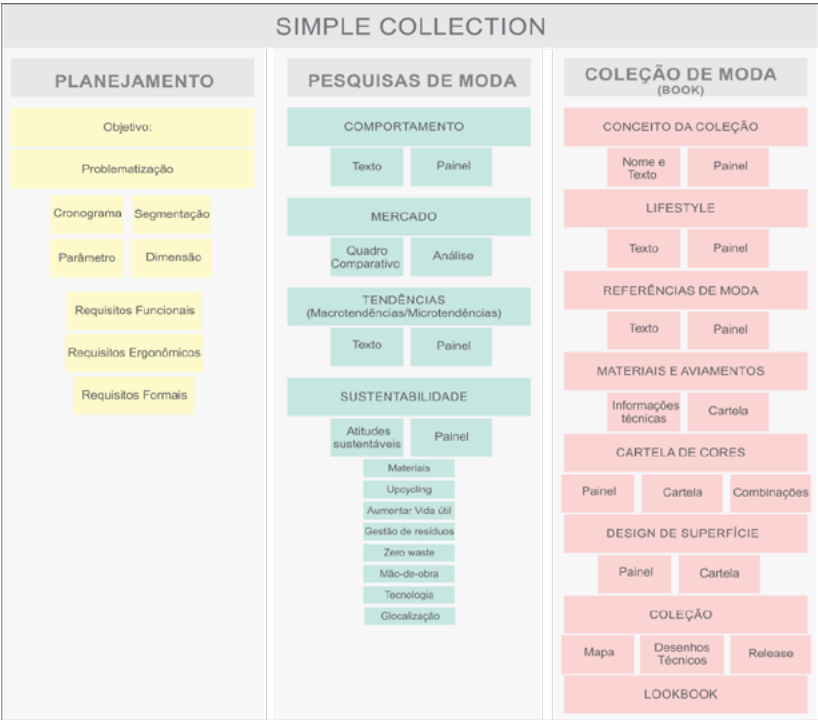 SIMPLE COLLECTION
PLANEJAMENTO
Objetivo:
Problematização
Cronograma
Segmentação
Parâmetro
Dimensão
Requisitos Funcionais
Requisitos Ergonômicos
Requisitos Formais
PESQUISAS DE MODA
COMPORTAMENTO
Texto
Painel
MERCADO
Quadro
Comparativo
Análise
TENDÊNCIAS
(Macrotendências/Microtendências)
Texto
Painel
SUSTENTABILIDADE
Atitudes
sustentáveis
Painel
Materiais
Upcycling
Aumentar Vida útil
Gestão de resíduos
Zero waste
Mão-de-obra
Tecnologia
Glocalização
COLEÇÃO DE MODA
(BOOK)
CONCEITO DA COLEÇÃO
Nome e
Texto
Painel
LIFESTYLE
Texto
Painel
REFERÊNCIAS DE MODA
Texto
Painel
MATERIAIS E AVIAMENTOS
Informações
técnicas
Cartela
CARTELA DE CORES
Painel
Cartela
Combinações
DESIGN DE SUPERFÍCIE
Painel
Cartela
COLEÇÃO
Mapa
Desenhos
Técnicos
Release
LOOKBOOK